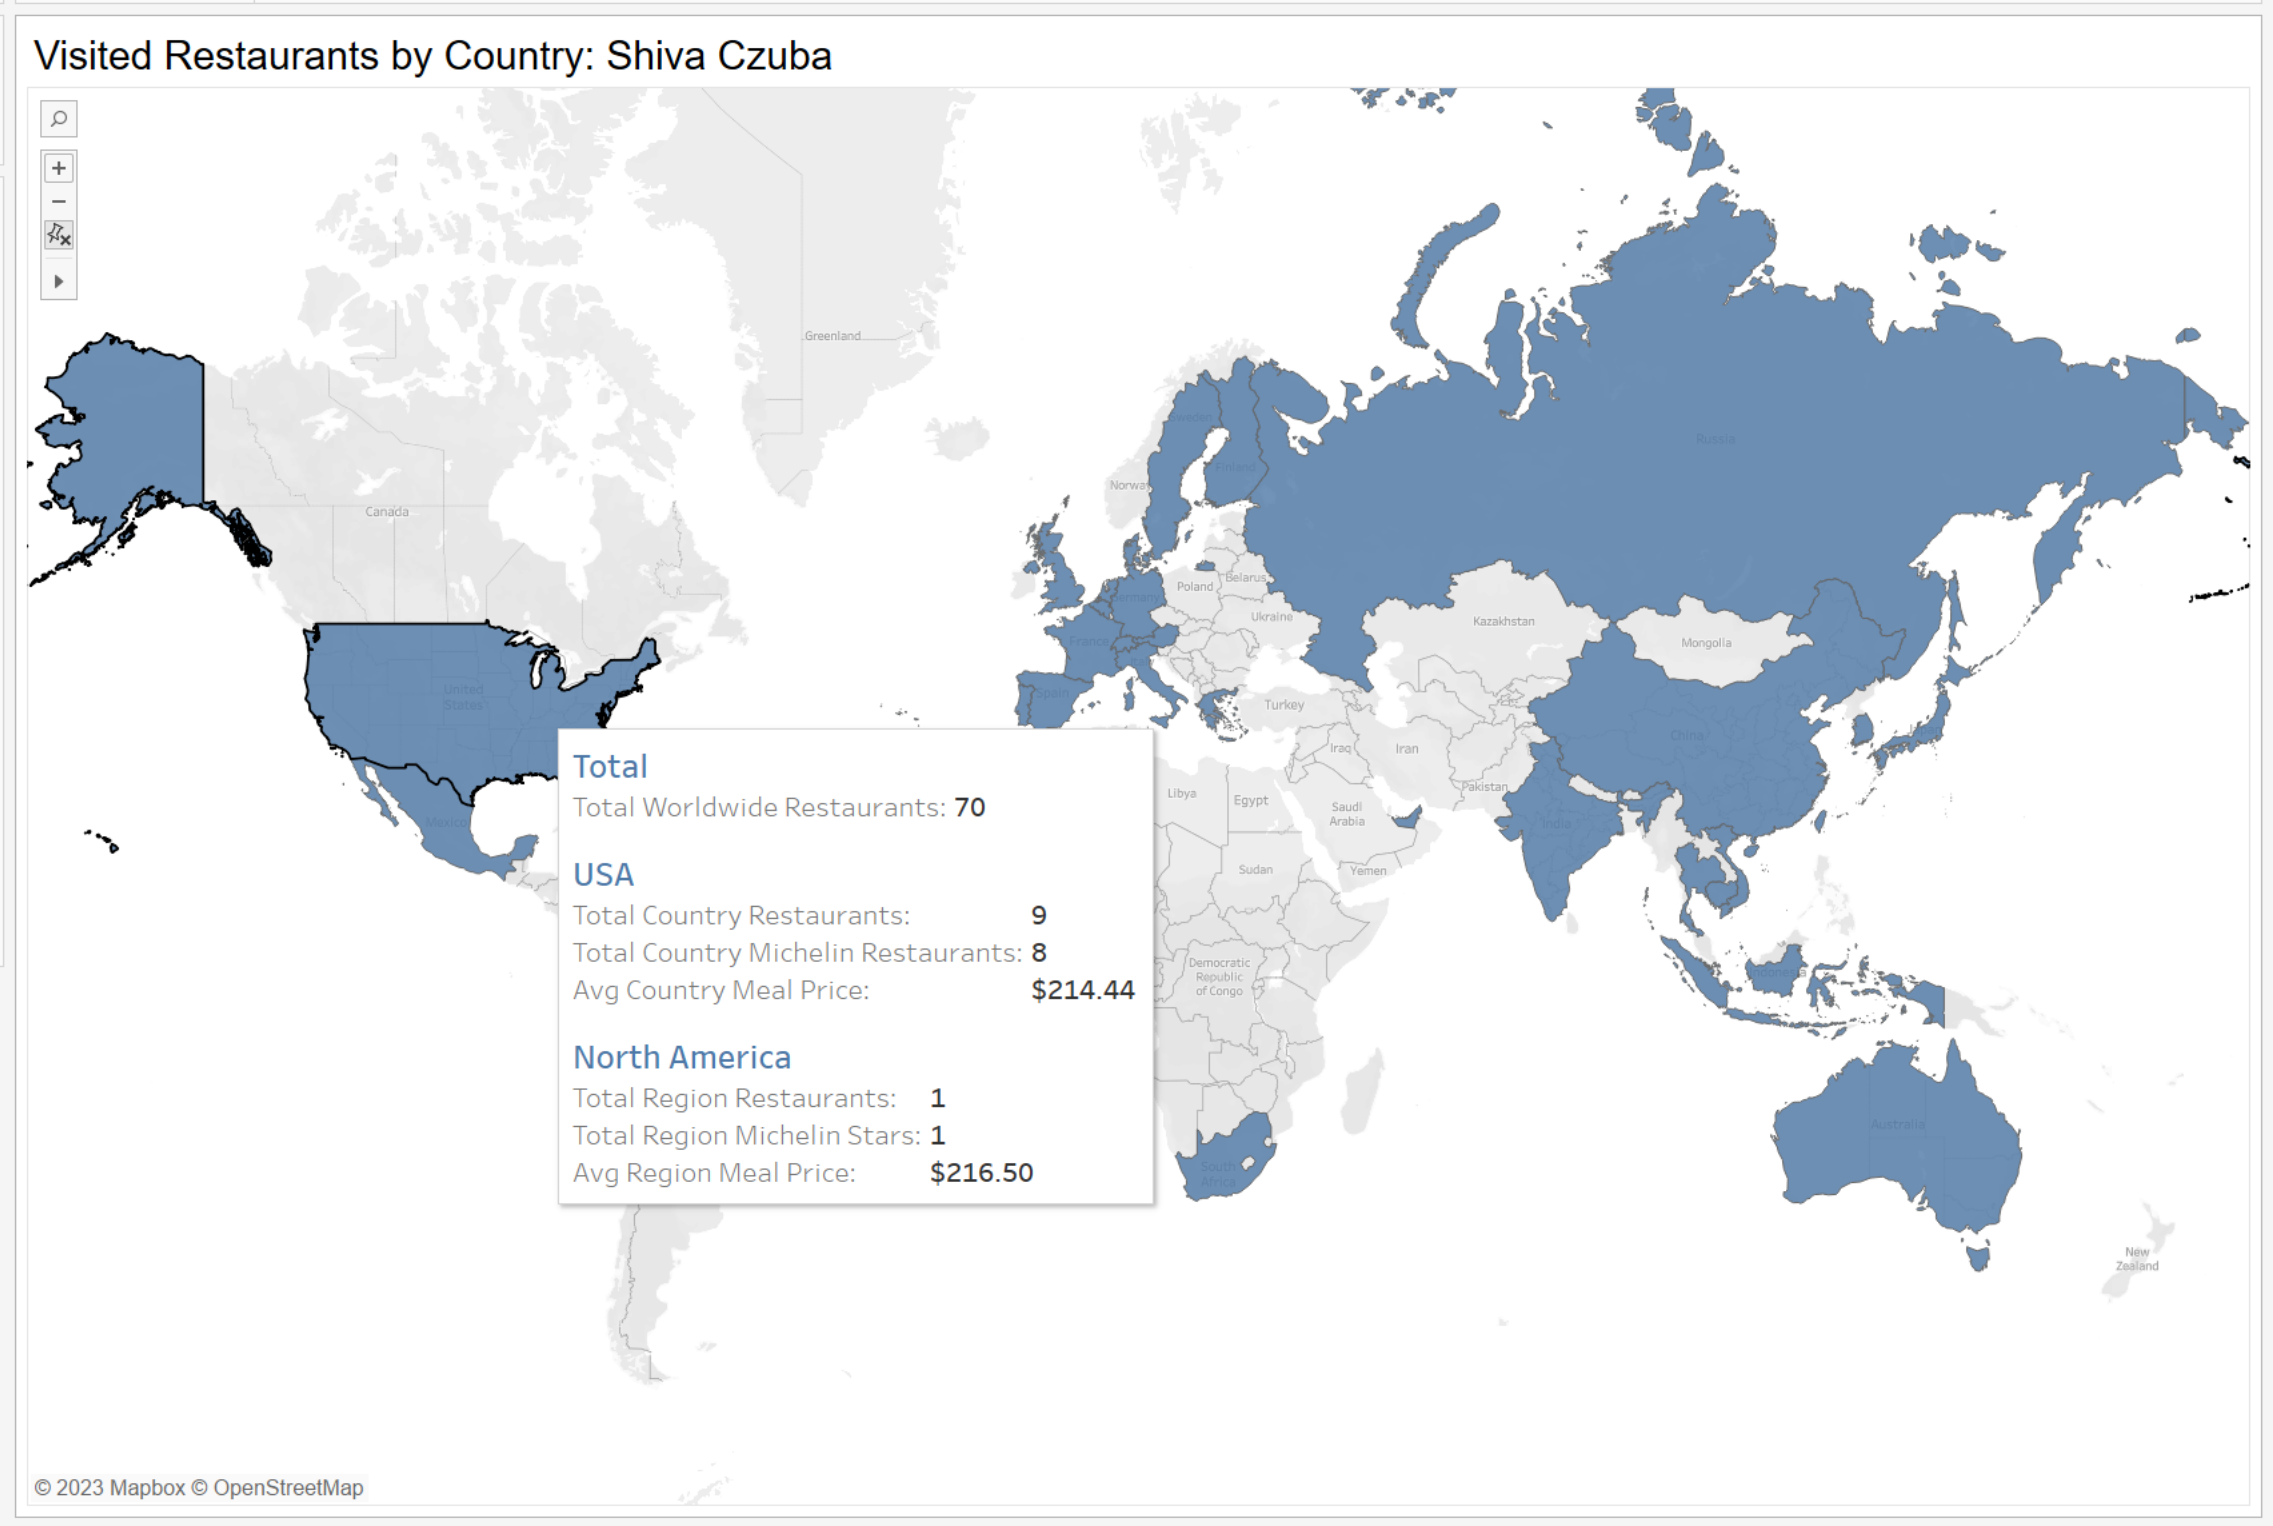 Visited Restaurants by Country: Shiva Czuba
Greenland
Sweden
Russia
Finland
Norwa
Canada
Poland
Belarus
Germany
Ukraine
Kazakhstan
Mongolia
France
United
States
Spain
Turkey
China
Japan
Iraq
Iran
Pakistan
Libya
Egypt
Saudi
Arabia
Mexico
India
Sudan
Yemen
Democratic
Republic
of Congo
Indonesia
Australia
South
Africa
New
Zealand
Total
Total Worldwide Restaurants: 70
USA
Total Country Restaurants: 9
Total Country Michelin Restaurants: 8
Avg Country Meal Price: $214.44
North America
Total Region Restaurants: 1
Total Region Michelin Stars: 1
Avg Region Meal Price: $216.50
© 2023 Mapbox © OpenStreetMap